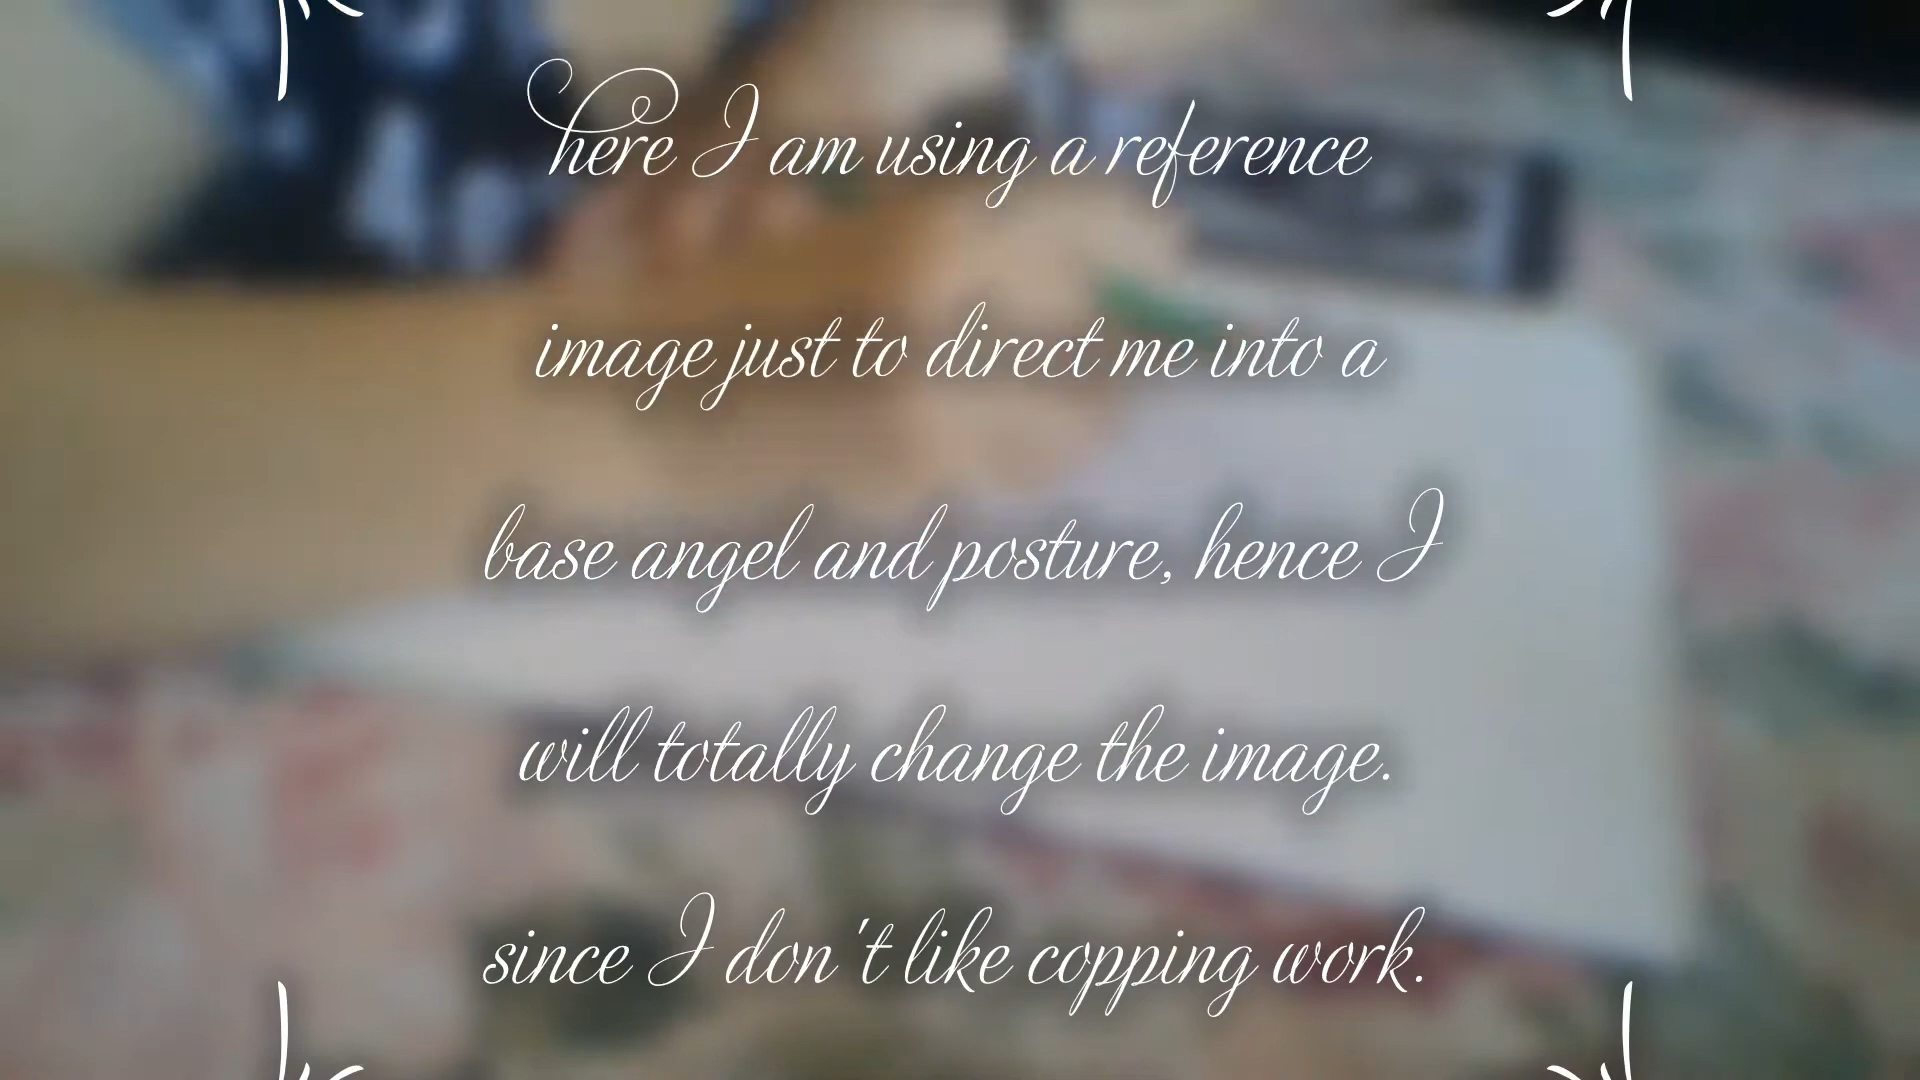 here I am using a reference
image just to direct me into a
base angel and posture, hence I
will totally change the image.
since I don't like copping work.